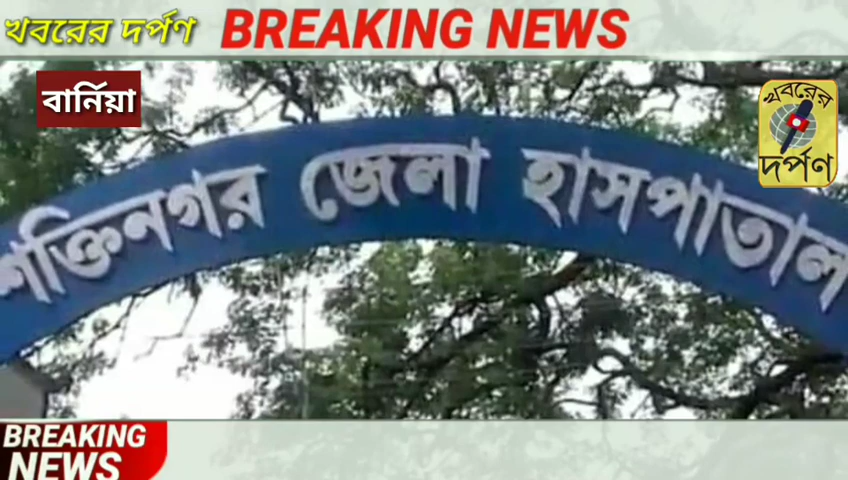 খবরের দর্পণ
BREAKING NEWS
বার্নিয়া
খবরের
দর্পণ
শক্তিনগর জেলা হাসপাতাল
BREAKING
NEWS